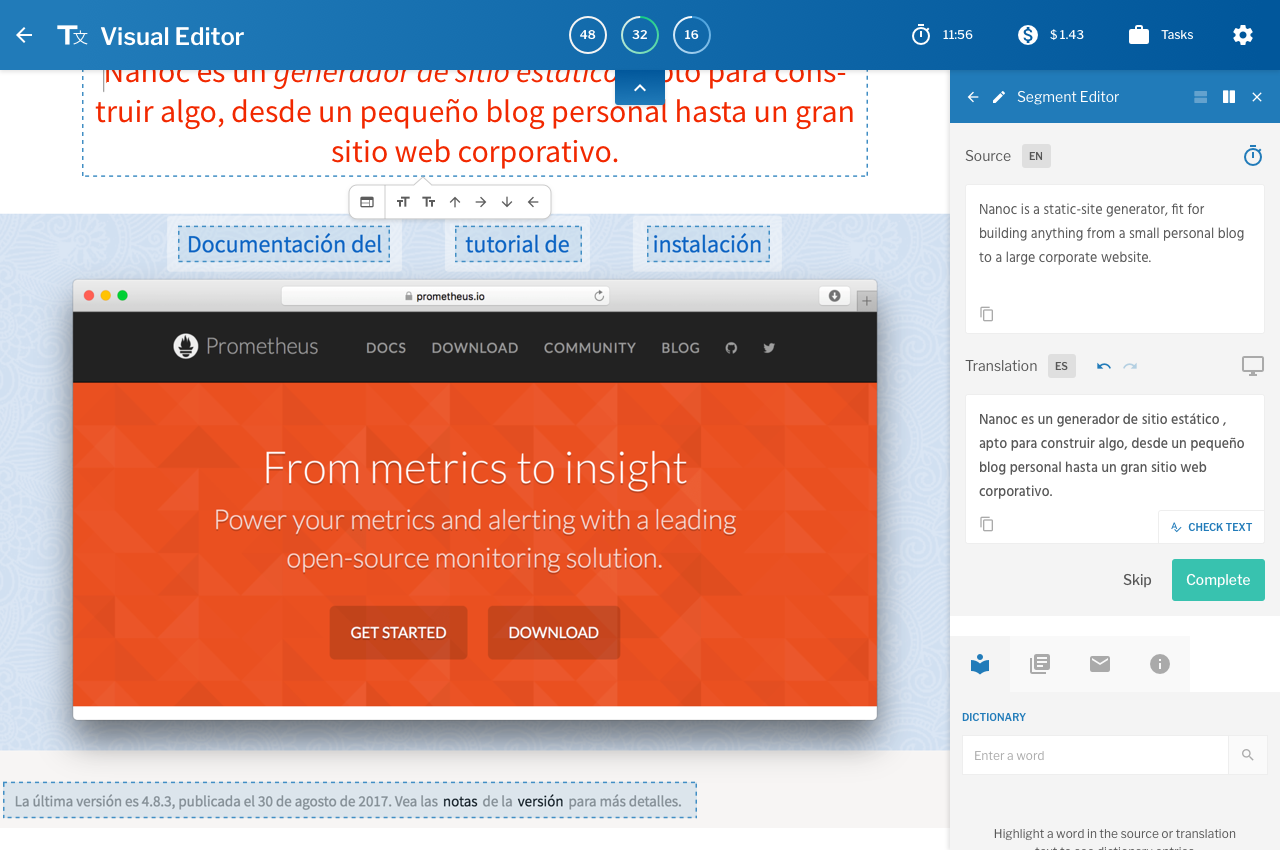 Visual Editor
48
32
16
11:56
$ 1.43
Tasks
Nanoc es un generador de sitio estático pto para cons-
truir algo, desde un pequeño blog personal hasta un gran
sitio web corporativo.
Documentación del
tutorial de
instalación
prometheus.io
Prometheus
DOCS
DOWNLOAD
COMMUNITY
BLOG
From metrics to insight
Power your metrics and alerting with a leading
open-source monitoring solution.
GET STARTED
DOWNLOAD
La última versión es 4.8.3, publicada el 30 de agosto de 2017. Vea las notas de la versión para más detalles.
Segment Editor
Source EN
Nanoc is a static-site generator, fit for
building anything from a small personal blog
to a large corporate website.
Translation ES
Nanoc es un generador de sitio estático ,
apto para construir algo, desde un pequeño
blog personal hasta un gran sitio web
corporativo.
CHECK TEXT
Skip
Complete
DICTIONARY
Enter a word
Highlight a word in the source or translation
text to see dictionary entries